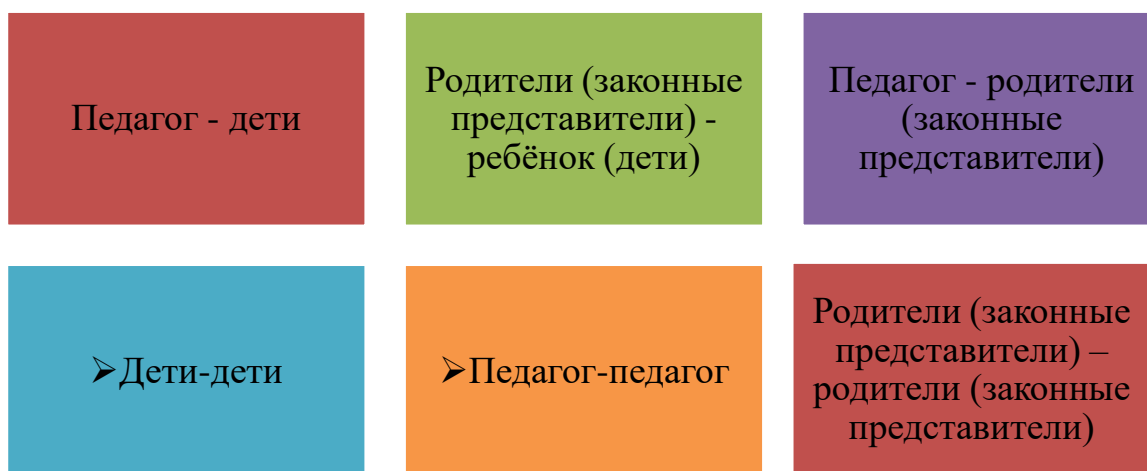 Педагог - дети
Родители (законные
представители) -
ребёнок (дети)
Педагог - родители
(законные
представители)
➢Дети-дети
➢Педагог-педагог
Родители (законные
представители) –
родители (законные
представители)